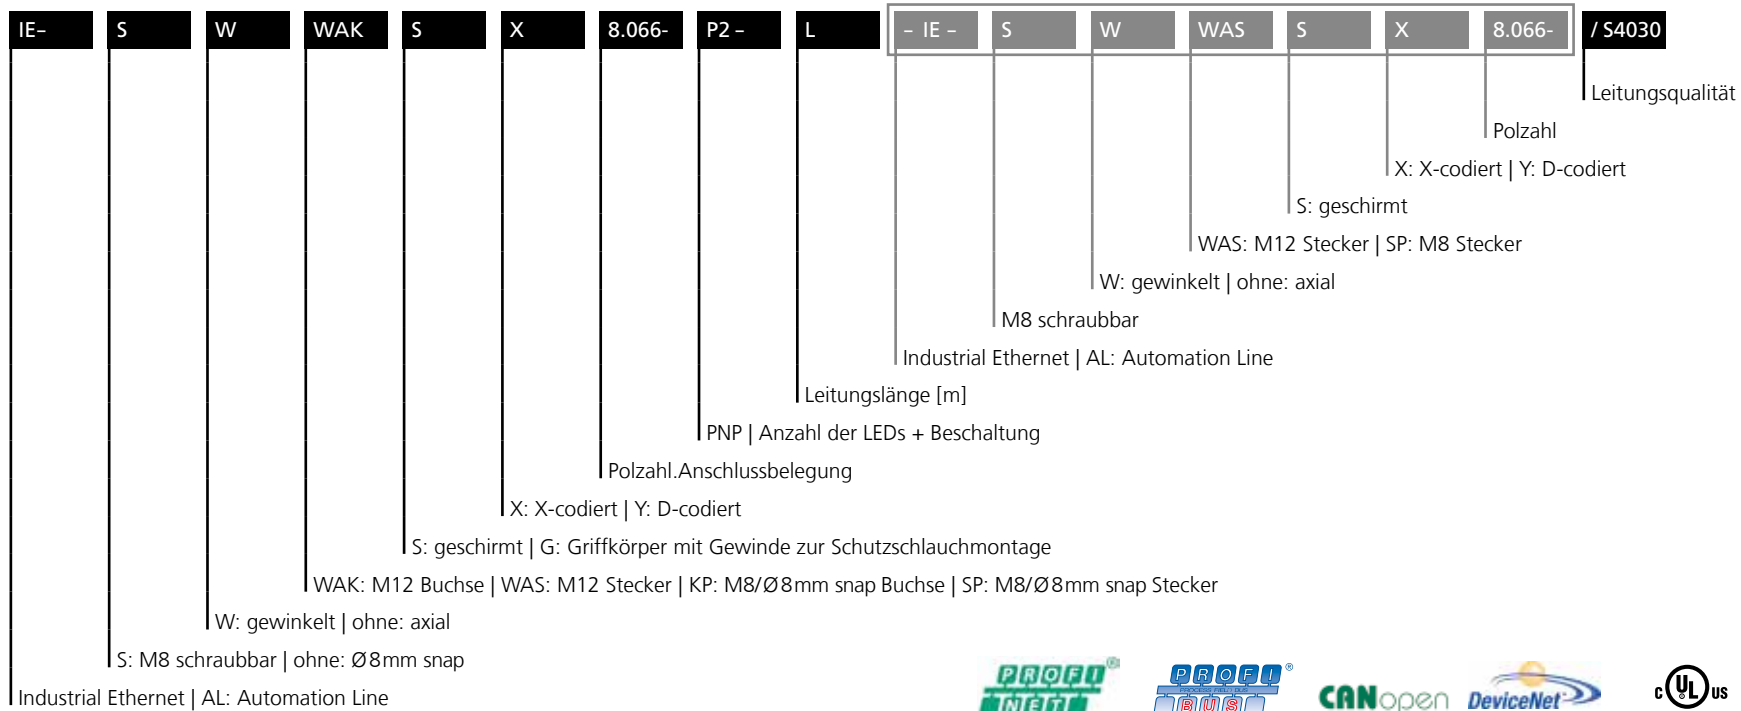 IE– S W WAK S X 8.066- P2 – L – IE – S W WAS S X 8.066- / S4030
Leitungsqualität
Polzahl
X: X-codiert | Y: D-codiert
S: geschirmt
WAS: M12 Stecker | SP: M8 Stecker
W: gewinkelt | ohne: axial
M8 schraubbar
Industrial Ethernet | AL: Automation Line
Leitungslänge [m]
PNP | Anzahl der LEDs + Beschaltung
Polzahl.Anschlussbelegung
X: X-codiert | Y: D-codiert
S: geschirmt | G: Griffkörper mit Gewinde zur Schutzschlauchmontage
WAK: M12 Buchse | WAS: M12 Stecker | KP: M8/Ø8mm snap Buchse | SP: M8/Ø8mm snap Stecker
W: gewinkelt | ohne: axial
S: M8 schraubbar | ohne: Ø8mm snap
Industrial Ethernet | AL: Automation Line
PROFI ®
NET
PROFI ®
PROCESS FIELD BUS
BUS
CANopen
DeviceNet
c UL us